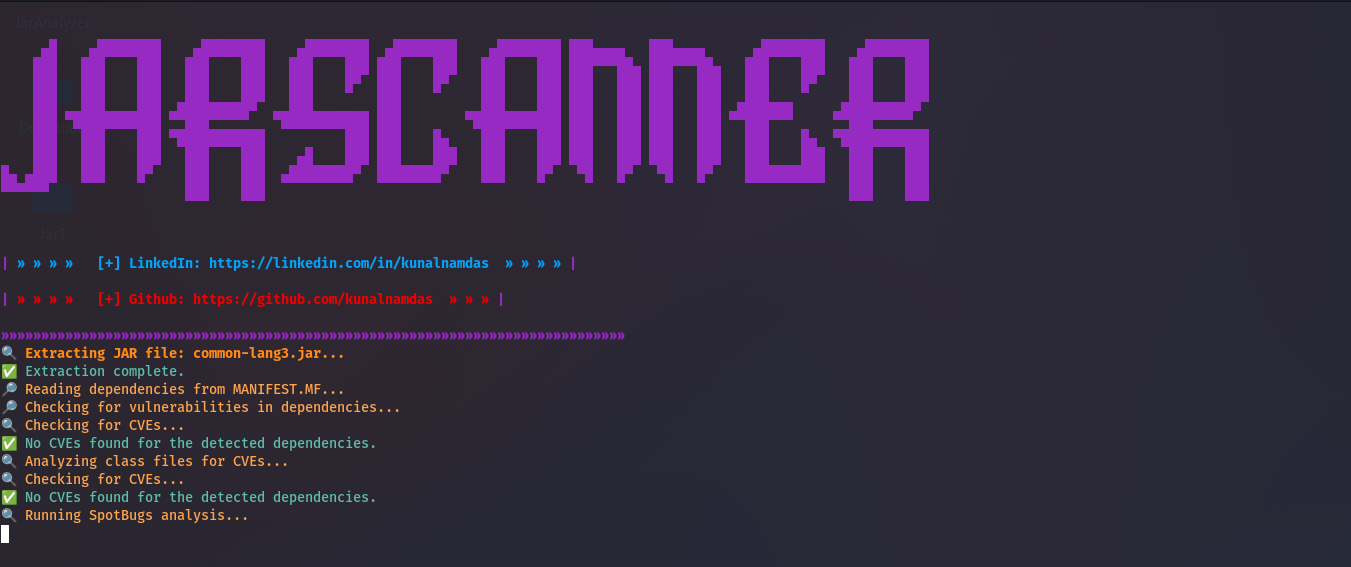 JarAnalyzer
JARSCANNER
Jar1
| » » » » [+] LinkedIn: https://linkedin.com/in/kunalnamdas » » » » |
| » » » » [+] Github: https://github.com/kunalnamdas » » » |
»»»»»»»»»»»»»»»»»»»»»»»»»»»»»»»»»»»»»»»»»»»»»»»»»»»»»»»»»»»»»»»»»»»»»»»»»»»»»»
🔍 Extracting JAR file: common-lang3.jar...
✅ Extraction complete.
🔎 Reading dependencies from MANIFEST.MF...
🔎 Checking for vulnerabilities in dependencies...
🔍 Checking for CVEs...
✅ No CVEs found for the detected dependencies.
🔍 Analyzing class files for CVEs...
🔍 Checking for CVEs...
✅ No CVEs found for the detected dependencies.
🔍 Running SpotBugs analysis...